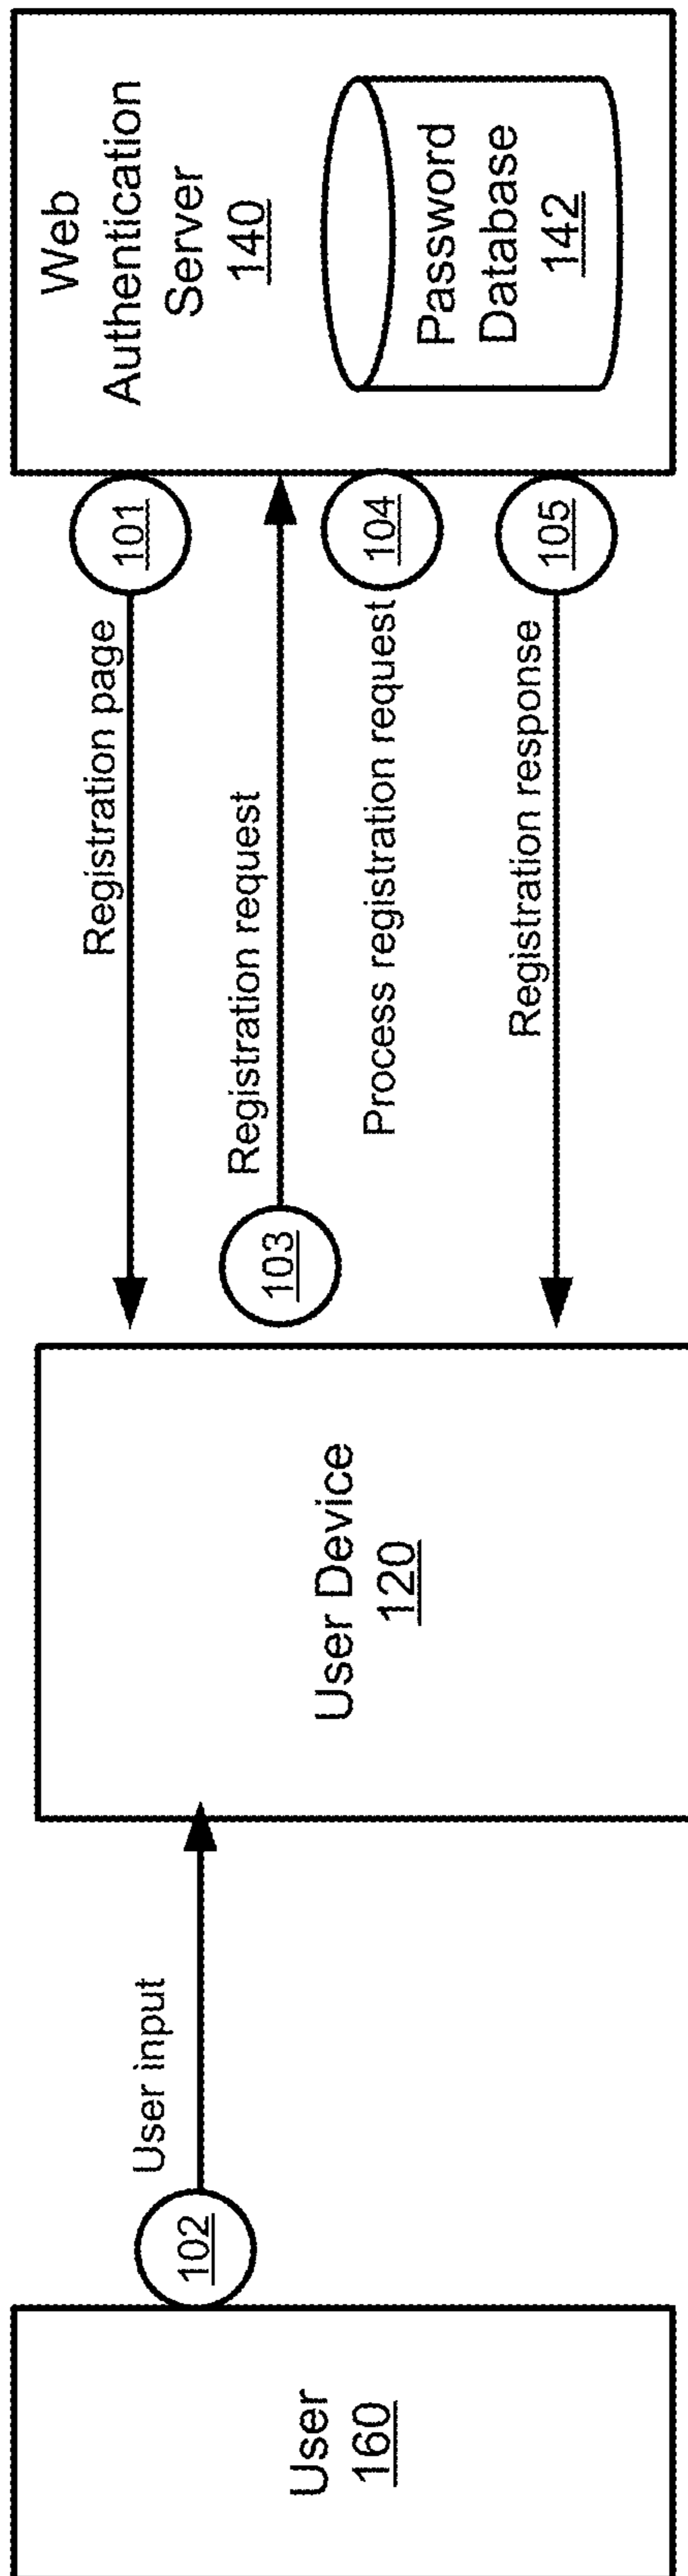 User
160
102
User input
User Device
120
101
Registration page
103
Registration request
104
Process registration request
105
Registration response
Web
Authentication
Server
140
Password
Database
142